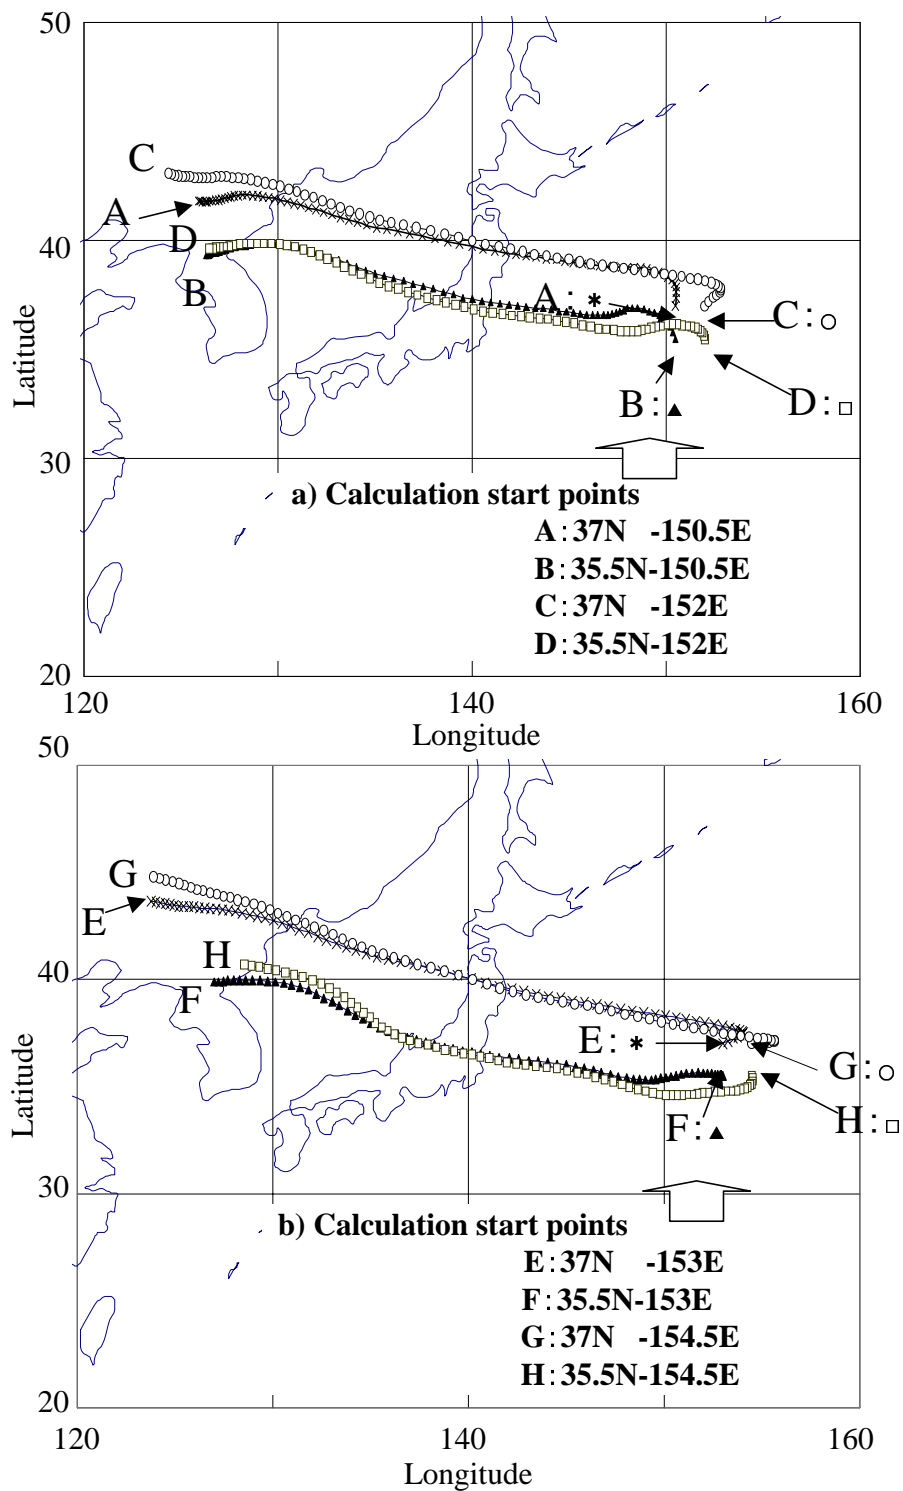 50
C
A
40
D
B
A : *
C : ○
Latitude
B : ▲
D : □
30
a) Calculation start points
A : 37N -150.5E
B : 35.5N-150.5E
C : 37N -152E
D : 35.5N-152E
20
120
140
160
Longitude
50
G
E
40
H
F
E : *
G : ○
Latitude
F : ▲
H : □
30
b) Calculation start points
E : 37N -153E
F : 35.5N-153E
G : 37N -154.5E
H : 35.5N-154.5E
20
120
140
160
Longitude